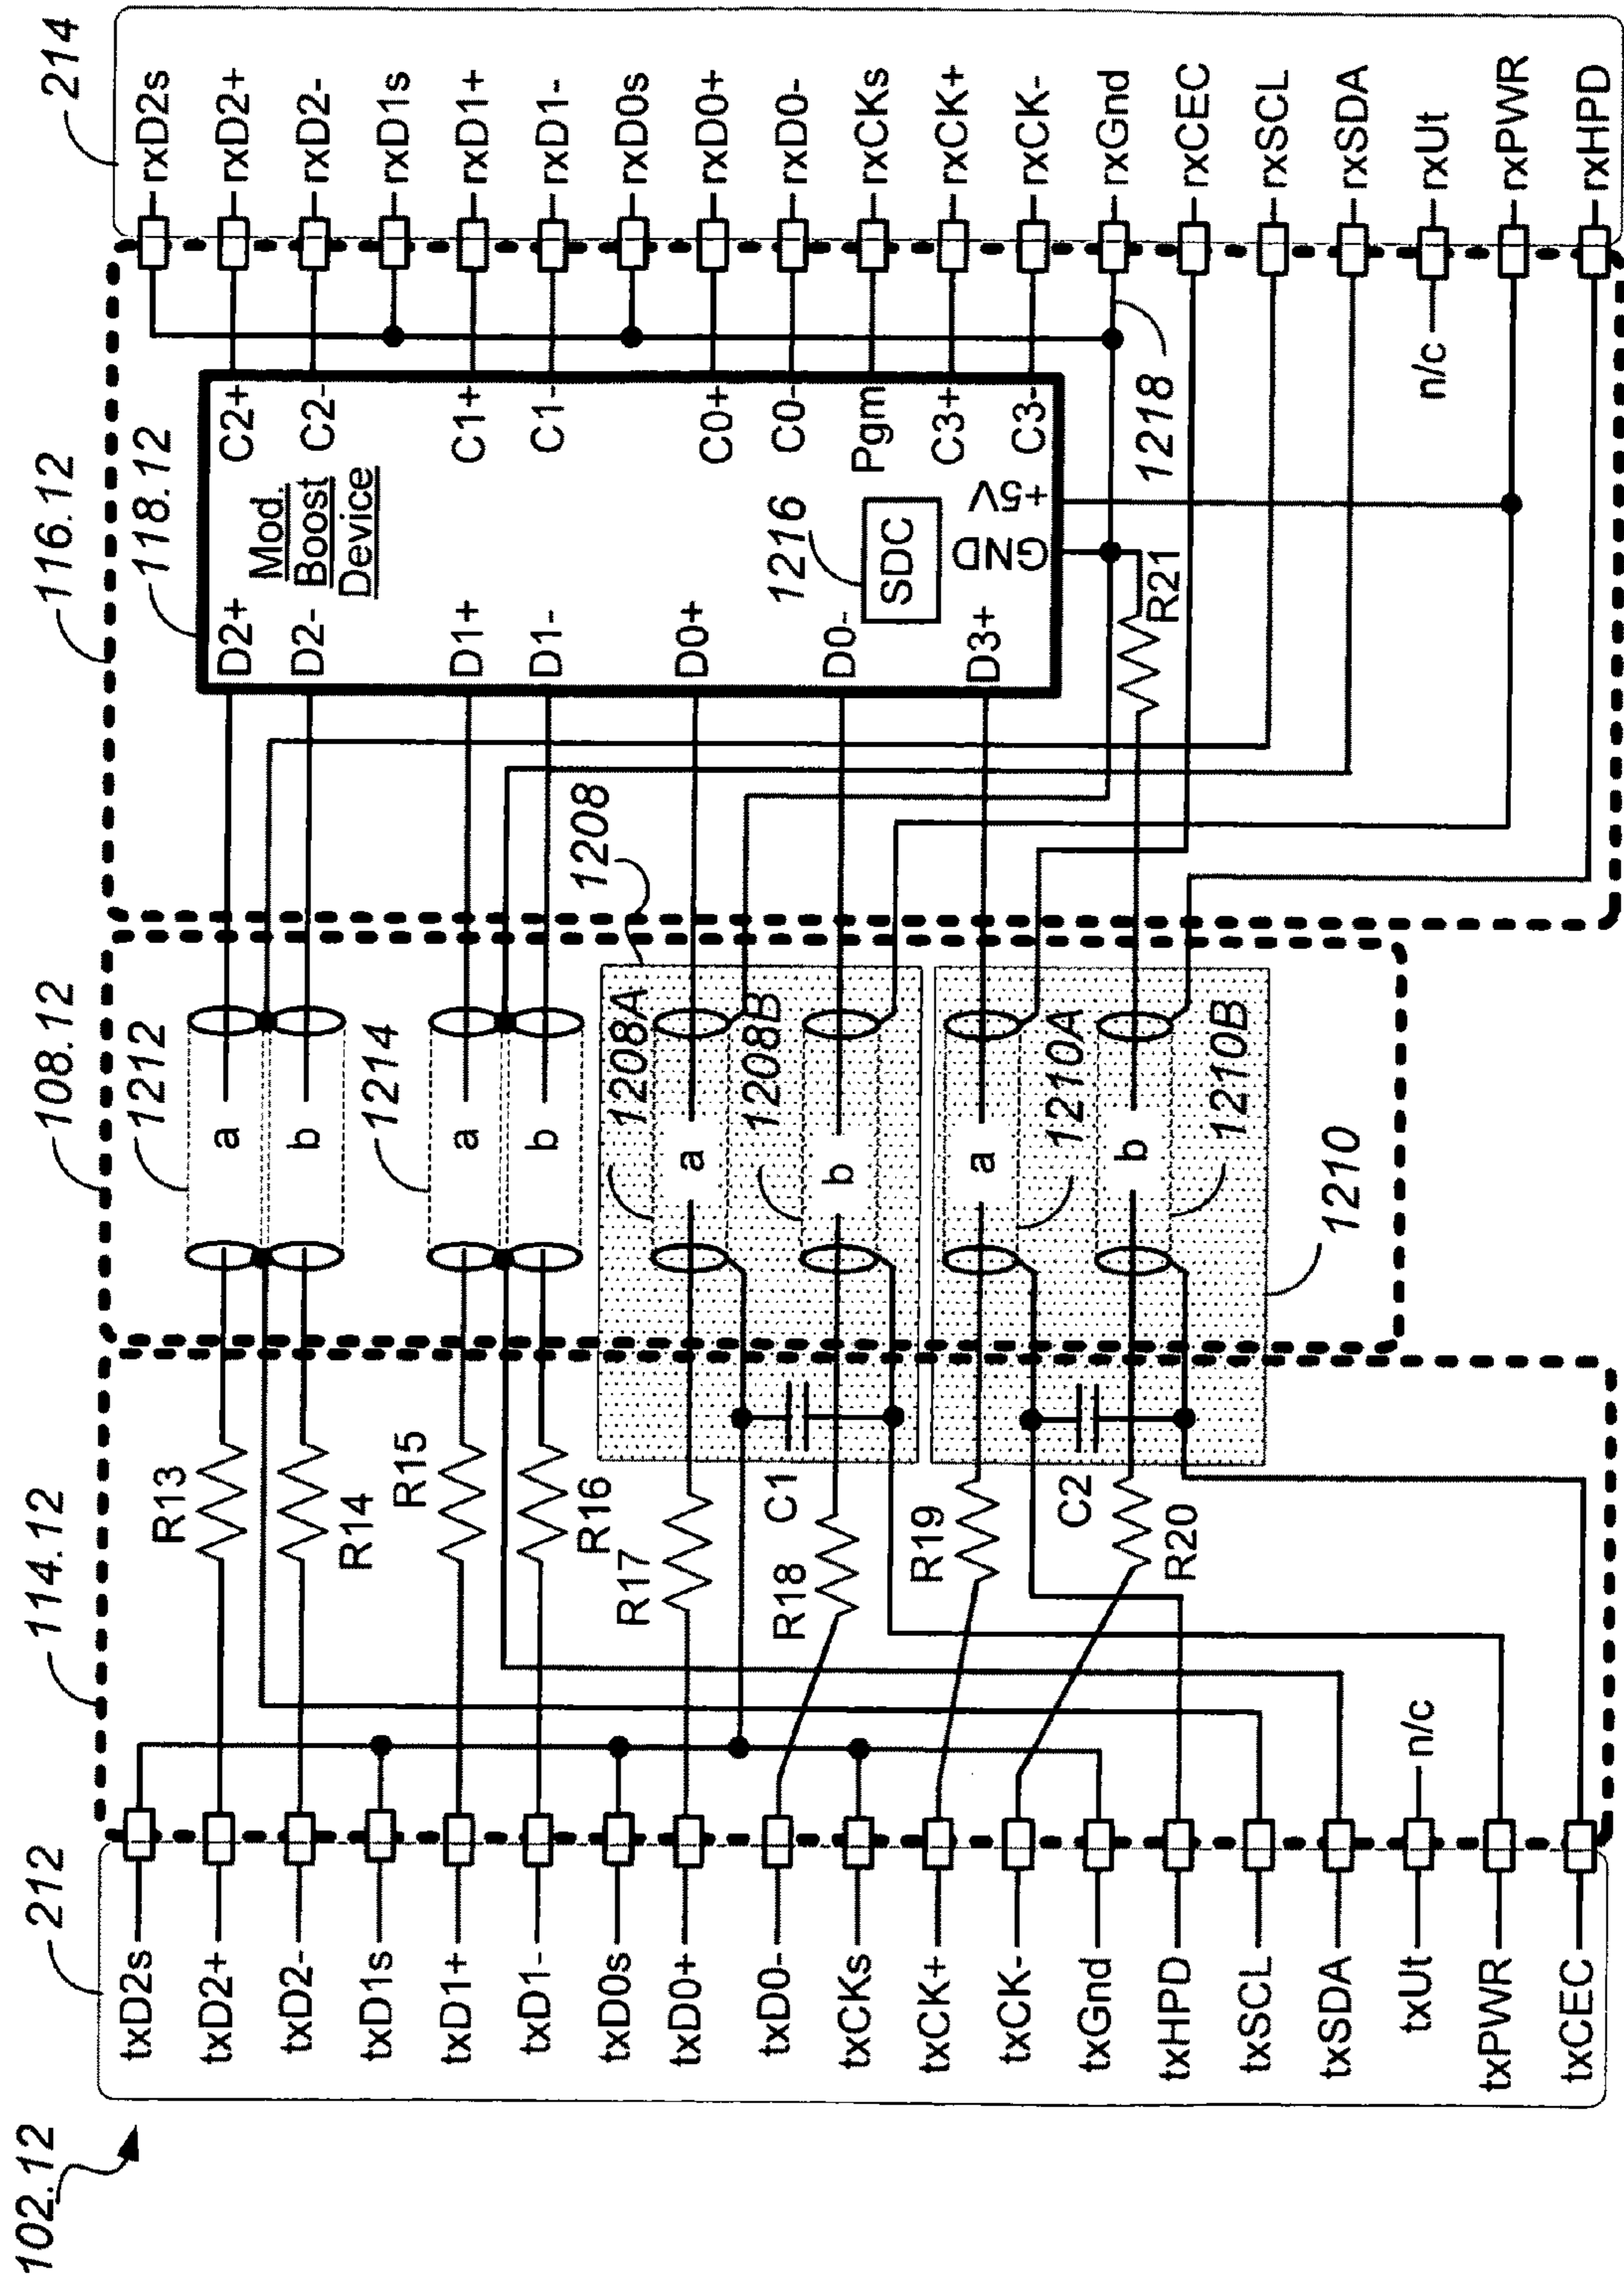 102.12
212
114.12
108.12
116.12
118.12
214
txD2s
txD2+
txD2-
txD1s
txD1+
txD1-
txD0s
txD0+
txD0-
txCKs
txCK+
txCK-
txGnd
txHPD
txSCL
txSDA
txUt
n/c
txPWR
txCEC
R13
R14
R15
R16
R17
R18
R19
R20
C1
C2
1212
a
b
1214
a
b
1208
1208A
a
1208B
b
1210A
a
1210B
b
1210
D2+
D2-
D1+
D1-
D0+
D0-
D3+
Mod.
Boost
Device
1216
SDC
GND
+5V
C2+
C2-
C1+
C1-
C0+
C0-
Pgm
C3+
C3-
R21
1218
n/c
rxD2s
rxD2+
rxD2-
rxD1s
rxD1+
rxD1-
rxD0s
rxD0+
rxD0-
rxCKs
rxCK+
rxCK-
rxGnd
rxCEC
rxSCL
rxSDA
rxUt
rxPWR
rxHPD